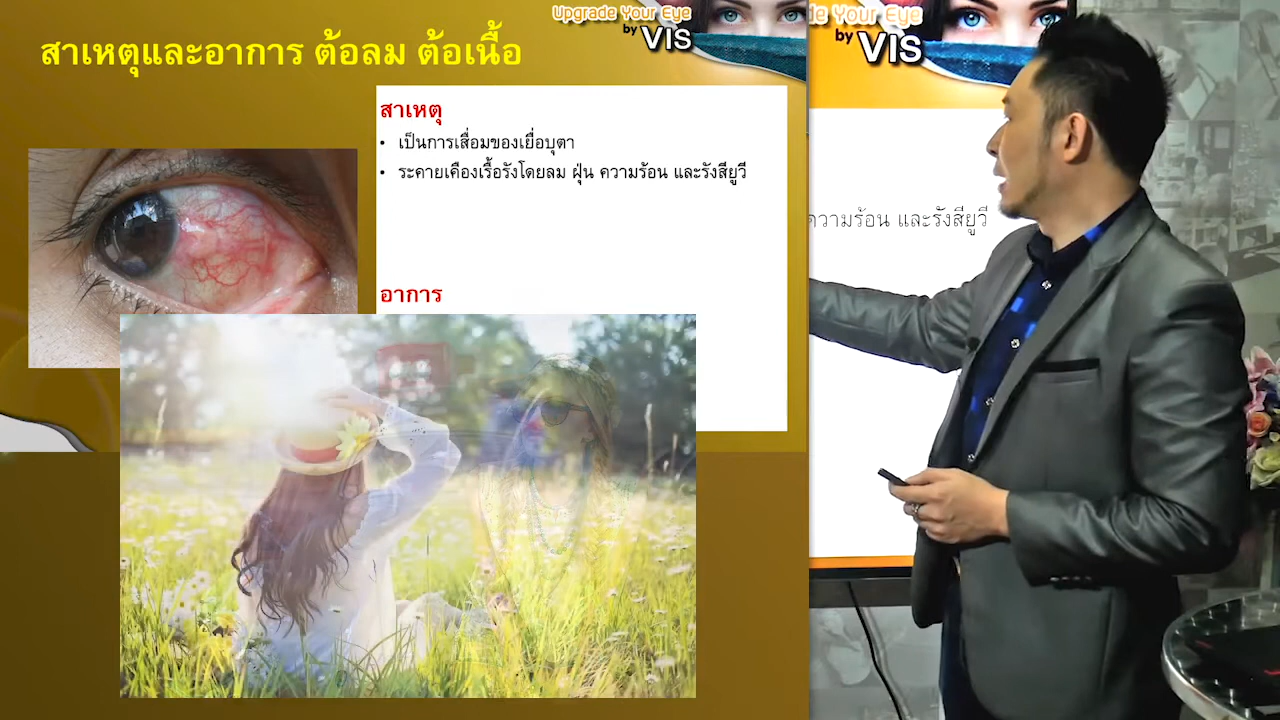 สาเหตุและอาการ ต้อลม ต้อเนื้อ
Upgrade Your Eye
by VIS
สาเหตุ
• เป็นการเสื่อมของเยื่อบุตา
• ระคายเคืองเรื้อรังโดยลม ฝุ่น ความร้อน และรังสียูวี
อาการ
de Your Eye
by VIS
ความร้อน และรังสียูวี